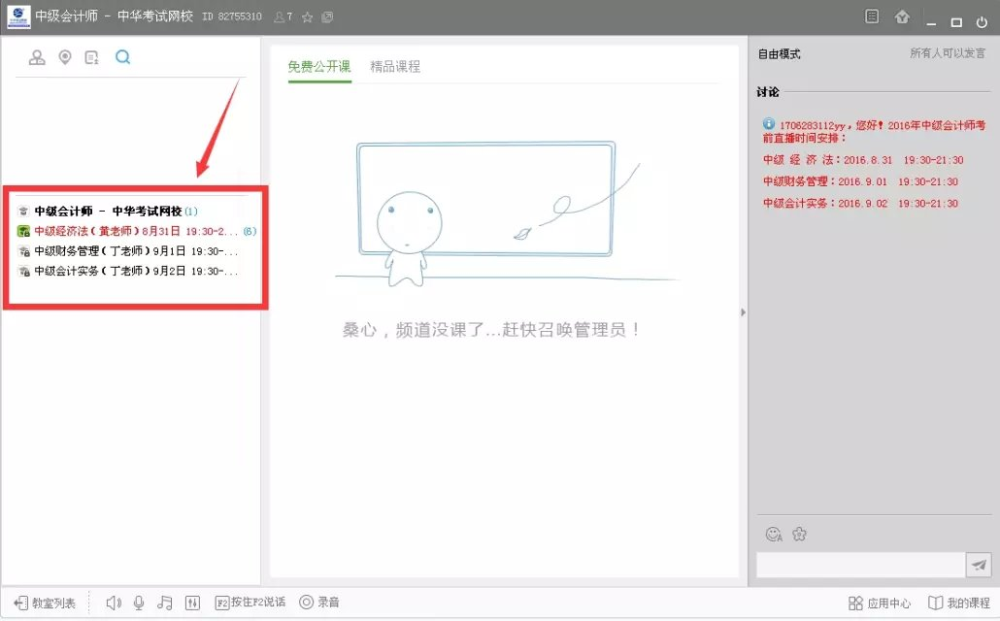 中级会计师 - 中华考试网校 ID 82755310 7
免费公开课 精品课程
中级会计师 - 中华考试网校 (1)
中级经济法(黄老师)8月31日 19:30-2... (6)
中级财务管理(丁老师)9月1日 19:30-...
中级会计实务(丁老师)9月2日 19:30-...
桑心，频道没课了...赶快召唤管理员！
自由模式 所有人可以发言
讨论
1706283112yy，您好！2016年中级会计师考
前直播时间安排：
中级 经 济 法：2016.8.31 19:30-21:30
中级财务管理：2016.9.01 19:30-21:30
中级会计实务：2016.9.02 19:30-21:30
教室列表 F2 按住F2说话 录音 应用中心 我的课程